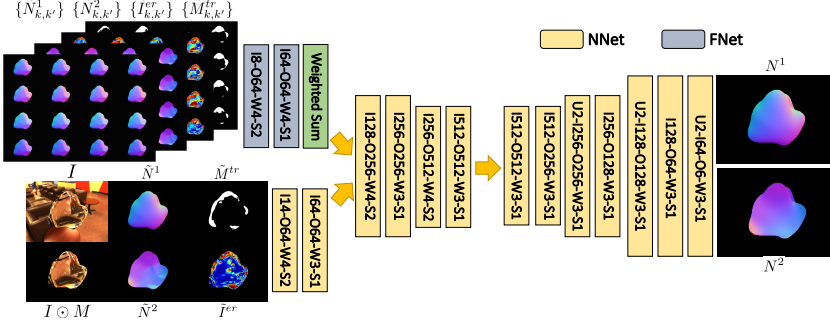 {N^1_{k,k'}} {N^2_{k,k'}} {I^{er}_{k,k'}} {M^{tr}_{k,k'}}
NNet
FNet
I8-O64-W4-S2
I64-O64-W4-S1
Weighted Sum
I
Ñ^1
M̃^{tr}
I ⊙ M
Ñ^2
Ĩ^{er}
I14-O64-W4-S2
I64-O64-W3-S1
I128-O256-W4-S2
I256-O256-W3-S1
I256-O512-W4-S2
I512-O512-W3-S1
I512-O512-W3-S1
I512-O256-W3-S1
U2-I256-O256-W3-S1
I256-O128-W3-S1
U2-I128-O128-W3-S1
I128-O64-W3-S1
U2-I64-O6-W3-S1
N^1
N^2